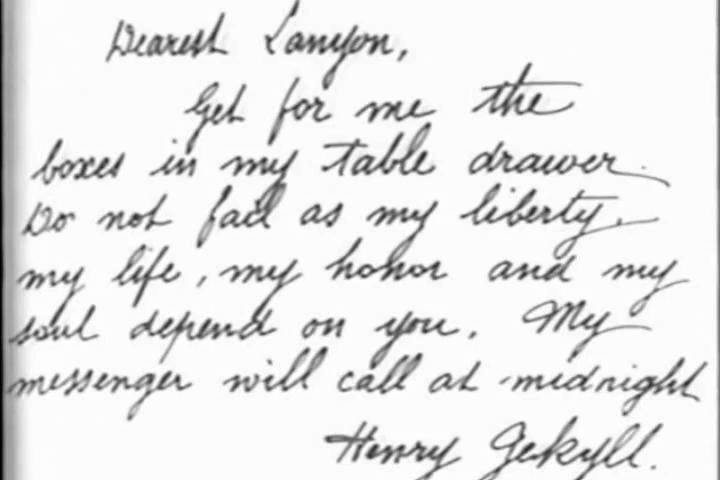 Dearest Lanyon,
Get for me the
boxes in my table drawer.
Do not fail as my liberty,
my life, my honor and my
soul depend on you. My
messenger will call at midnight
Henry Jekyll.